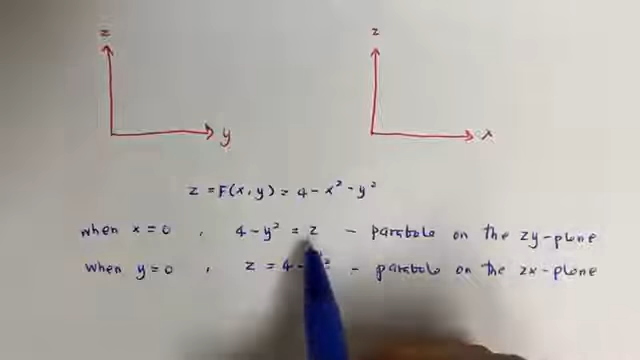 z z
y x
z = F(x,y) = 4 - x² - y²
when x = 0 , 4 - y² = z - parabola on the zy-plane
when y = 0 , z = 4 - ² - parabola on the zx-plane